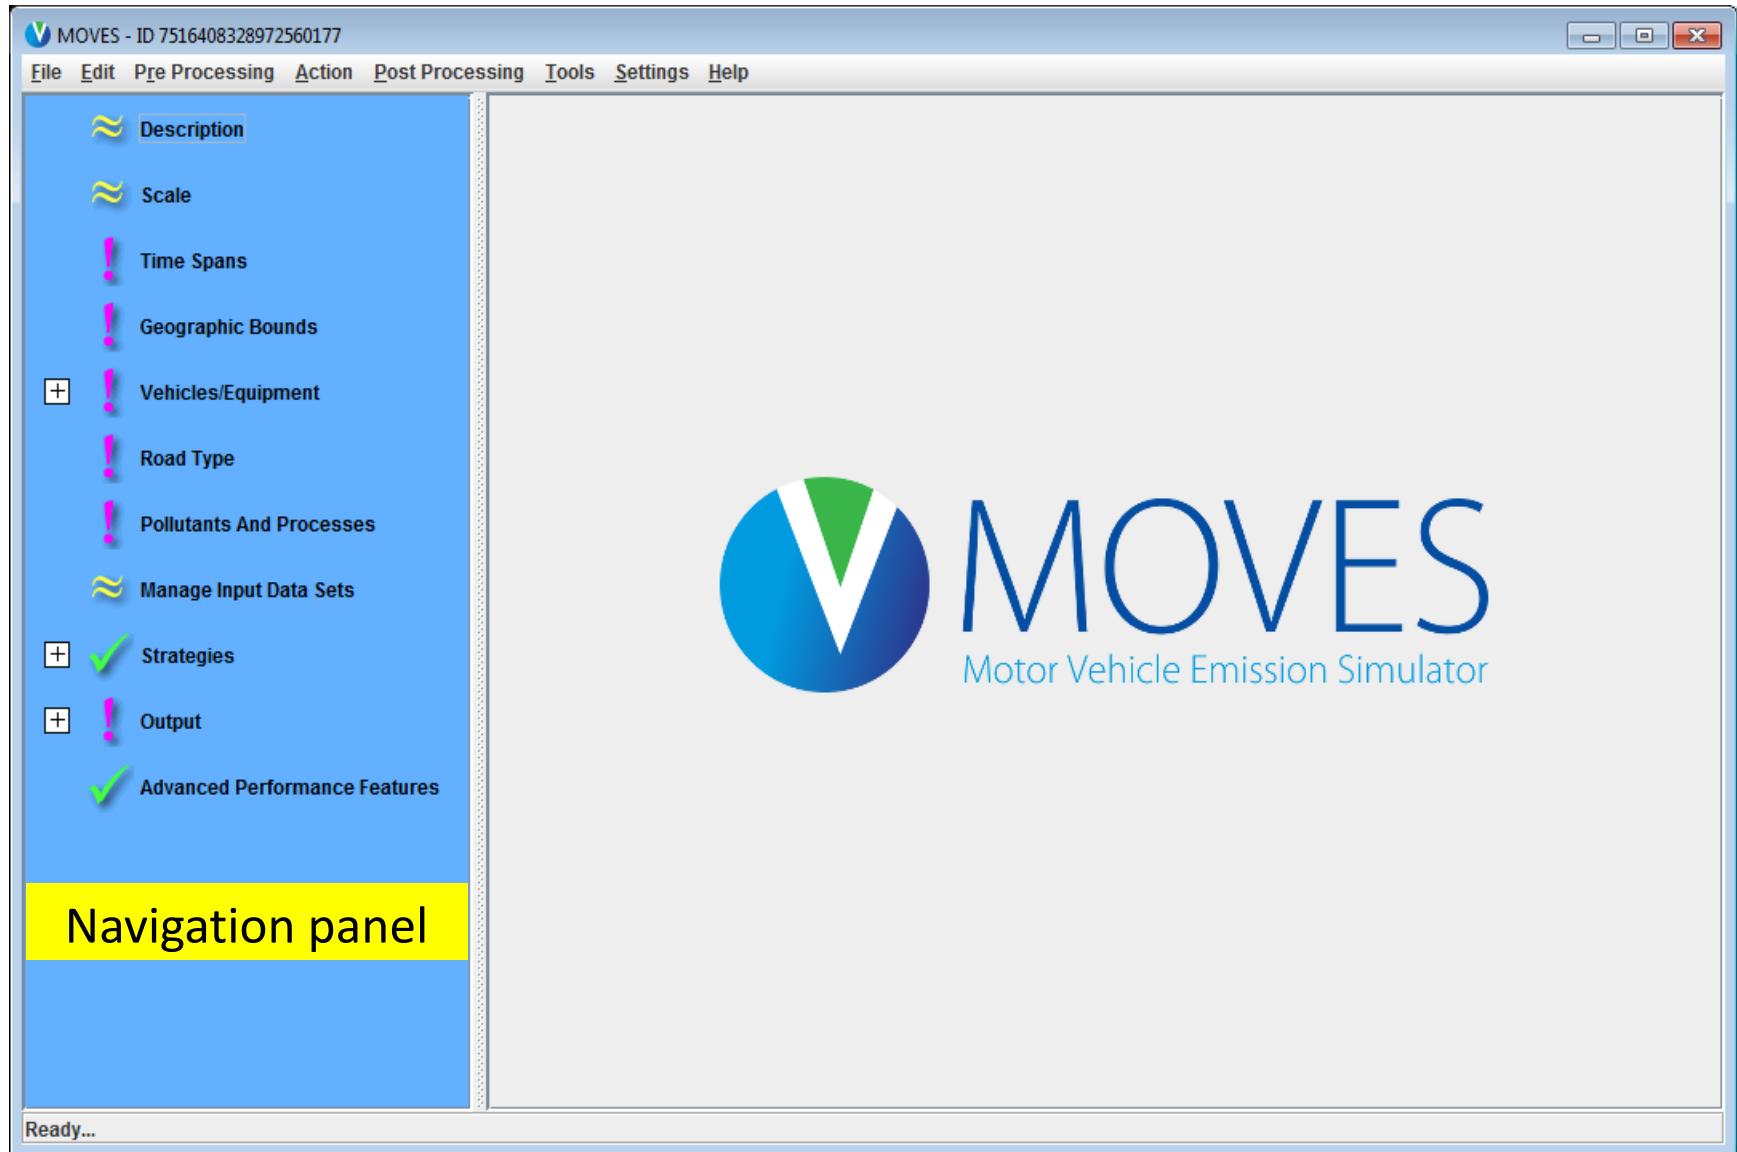 MOVES - ID 7516408328972560177
File Edit Pre Processing Action Post Processing Tools Settings Help
Description
Scale
Time Spans
Geographic Bounds
Vehicles/Equipment
Road Type
Pollutants And Processes
Manage Input Data Sets
Strategies
Output
Advanced Performance Features
Navigation panel
MOVES
Motor Vehicle Emission Simulator
Ready...